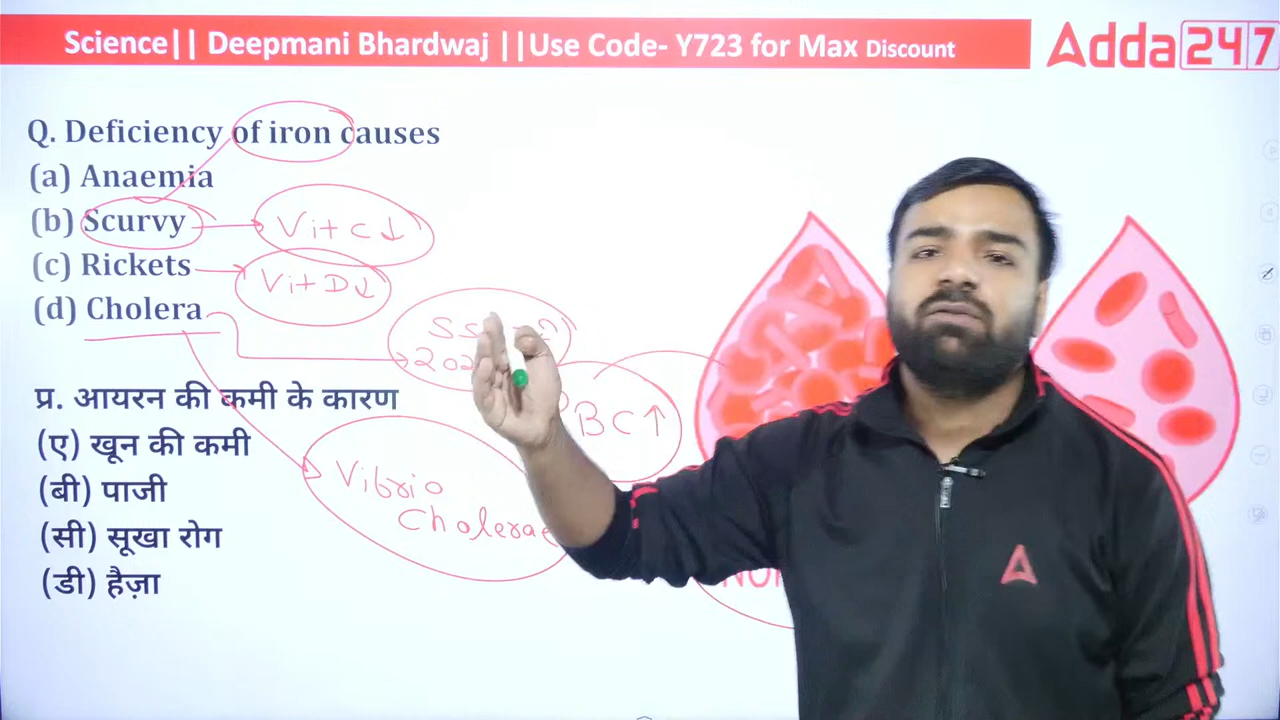 Science|| Deepmani Bhardwaj ||Use Code- Y723 for Max Discount
Adda247
Q. Deficiency of iron causes
(a) Anaemia
(b) Scurvy
Vit C↓
(c) Rickets
Vit D↓
(d) Cholera
BC↑
प्र. आयरन की कमी के कारण
(ए) खून की कमी
(बी) पाजी
(सी) सूखा रोग
(डी) हैज़ा
Vibrio
Cholerae